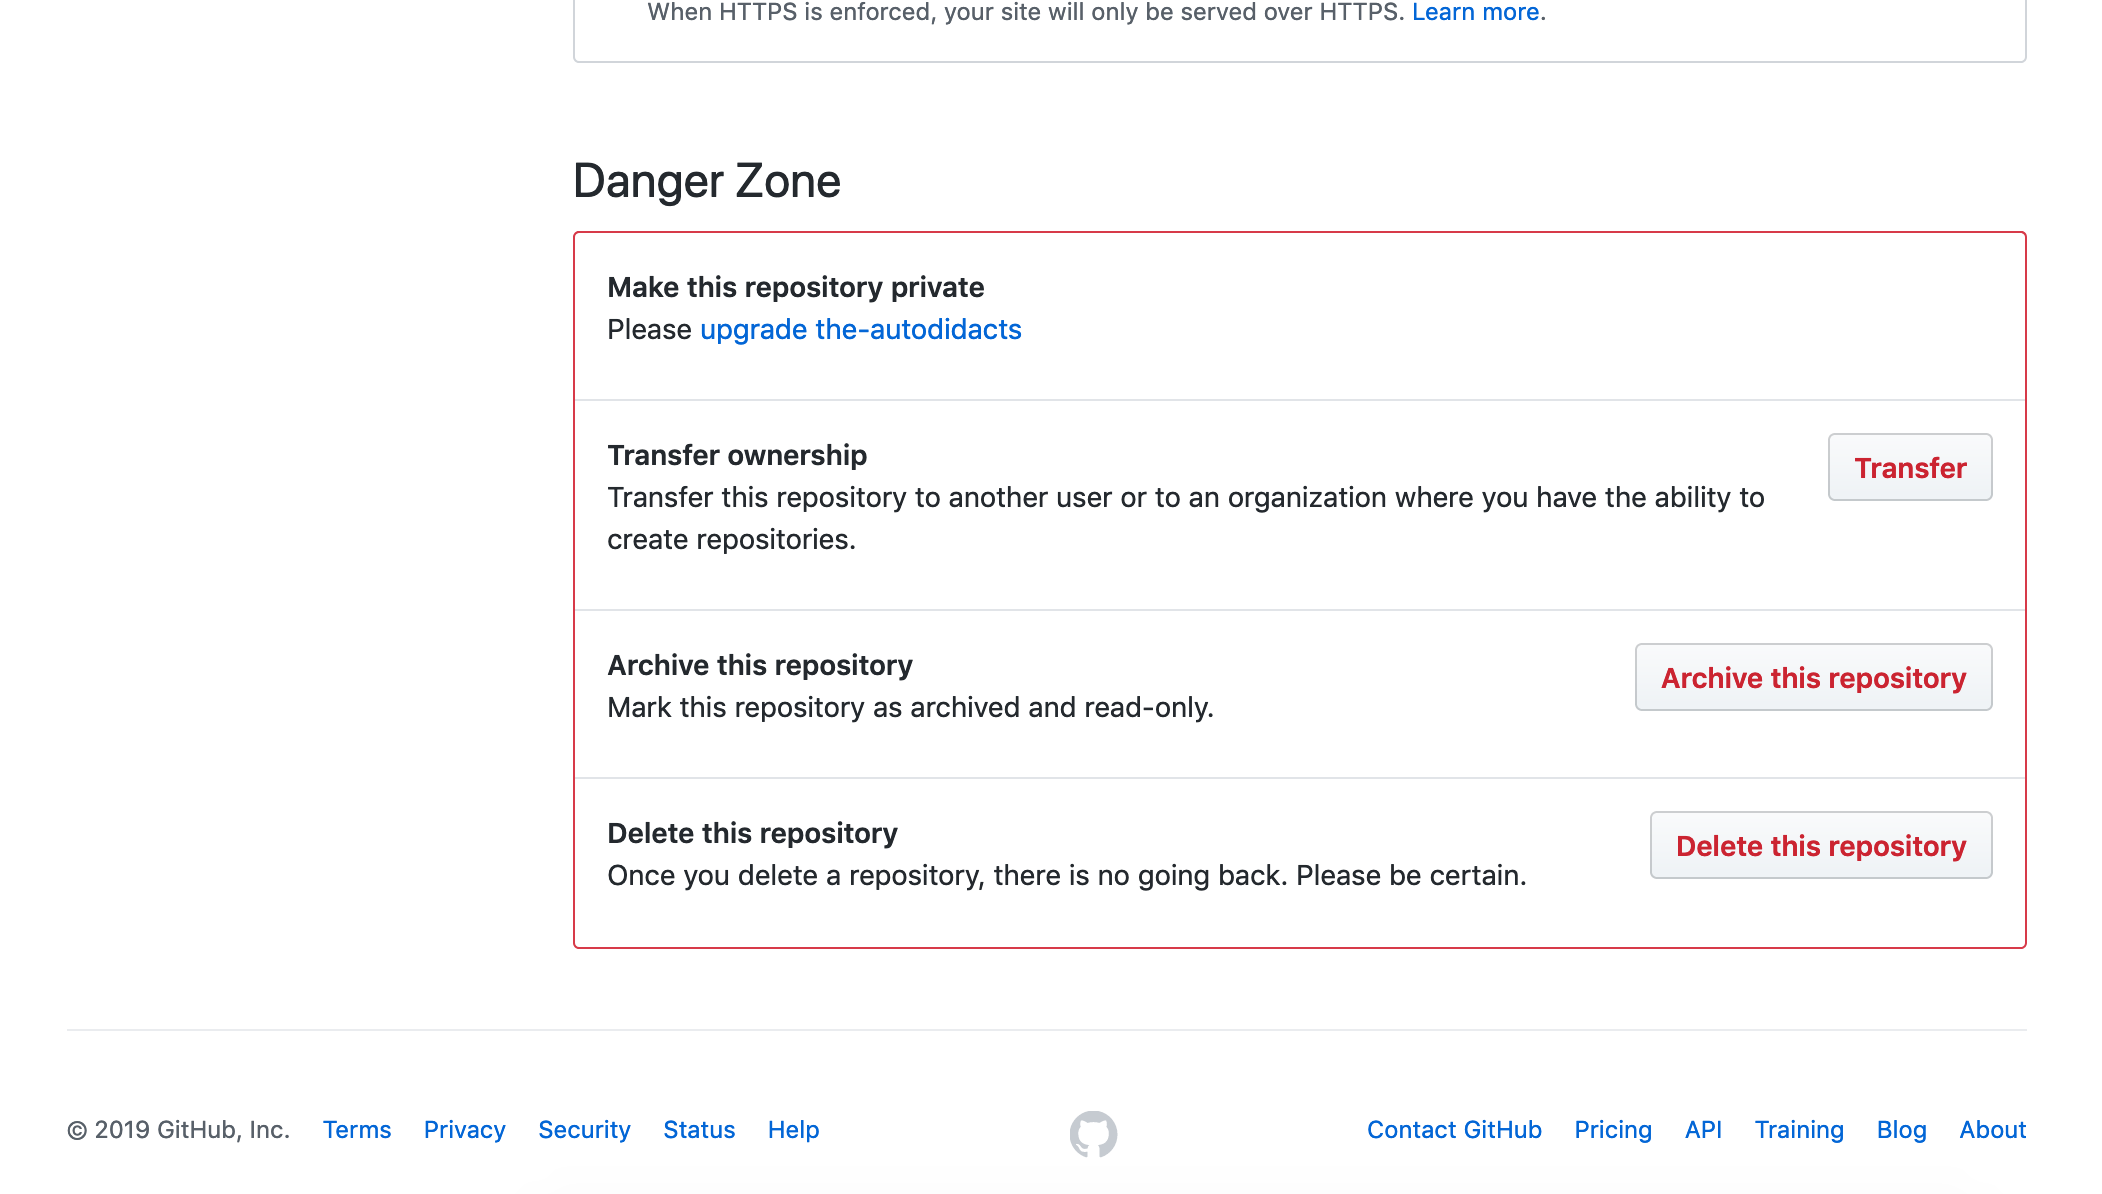 When HTTPS is enforced, your site will only be served over HTTPS. Learn more.
Danger Zone
Make this repository private
Please upgrade the-autodidacts
Transfer ownership
Transfer this repository to another user or to an organization where you have the ability to
create repositories.
Transfer
Archive this repository
Mark this repository as archived and read-only.
Archive this repository
Delete this repository
Once you delete a repository, there is no going back. Please be certain.
Delete this repository
© 2019 GitHub, Inc. Terms Privacy Security Status Help Contact GitHub Pricing API Training Blog About